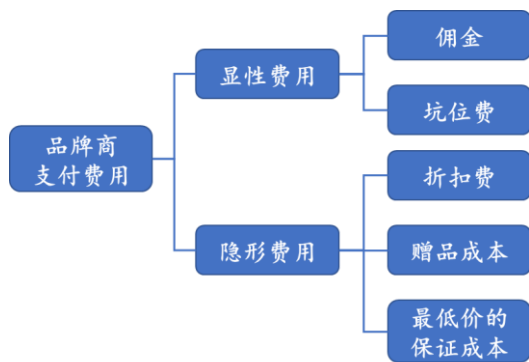 品牌商
支付费用
显性费用
佣金
坑位费
隐形费用
折扣费
赠品成本
最低价的
保证成本